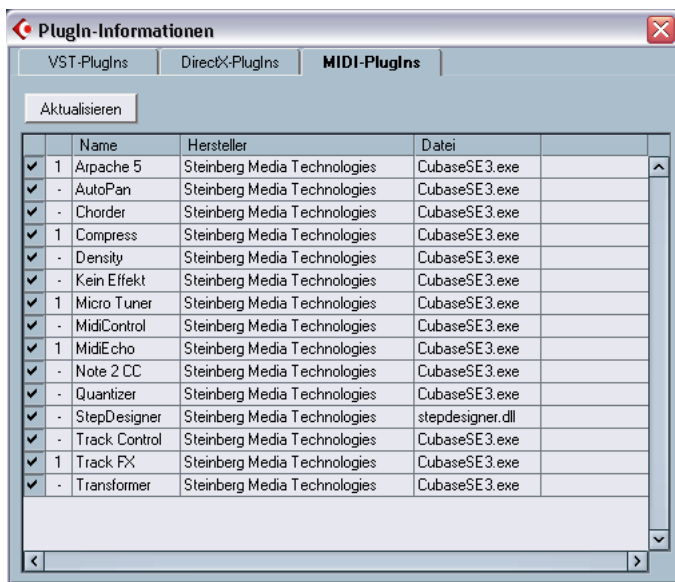 PlugIn-Informationen
VST-PlugIns DirectX-PlugIns MIDI-PlugIns
Aktualisieren
Name Hersteller Datei
1 Arpache 5 Steinberg Media Technologies CubaseSE3.exe
- AutoPan Steinberg Media Technologies CubaseSE3.exe
- Chorder Steinberg Media Technologies CubaseSE3.exe
1 Compress Steinberg Media Technologies CubaseSE3.exe
- Density Steinberg Media Technologies CubaseSE3.exe
- Kein Effekt Steinberg Media Technologies CubaseSE3.exe
1 Micro Tuner Steinberg Media Technologies CubaseSE3.exe
- MidiControl Steinberg Media Technologies CubaseSE3.exe
1 MidiEcho Steinberg Media Technologies CubaseSE3.exe
- Note 2 CC Steinberg Media Technologies CubaseSE3.exe
- Quantizer Steinberg Media Technologies CubaseSE3.exe
- StepDesigner Steinberg Media Technologies stepdesigner.dll
- Track Control Steinberg Media Technologies CubaseSE3.exe
1 Track FX Steinberg Media Technologies CubaseSE3.exe
- Transformer Steinberg Media Technologies CubaseSE3.exe